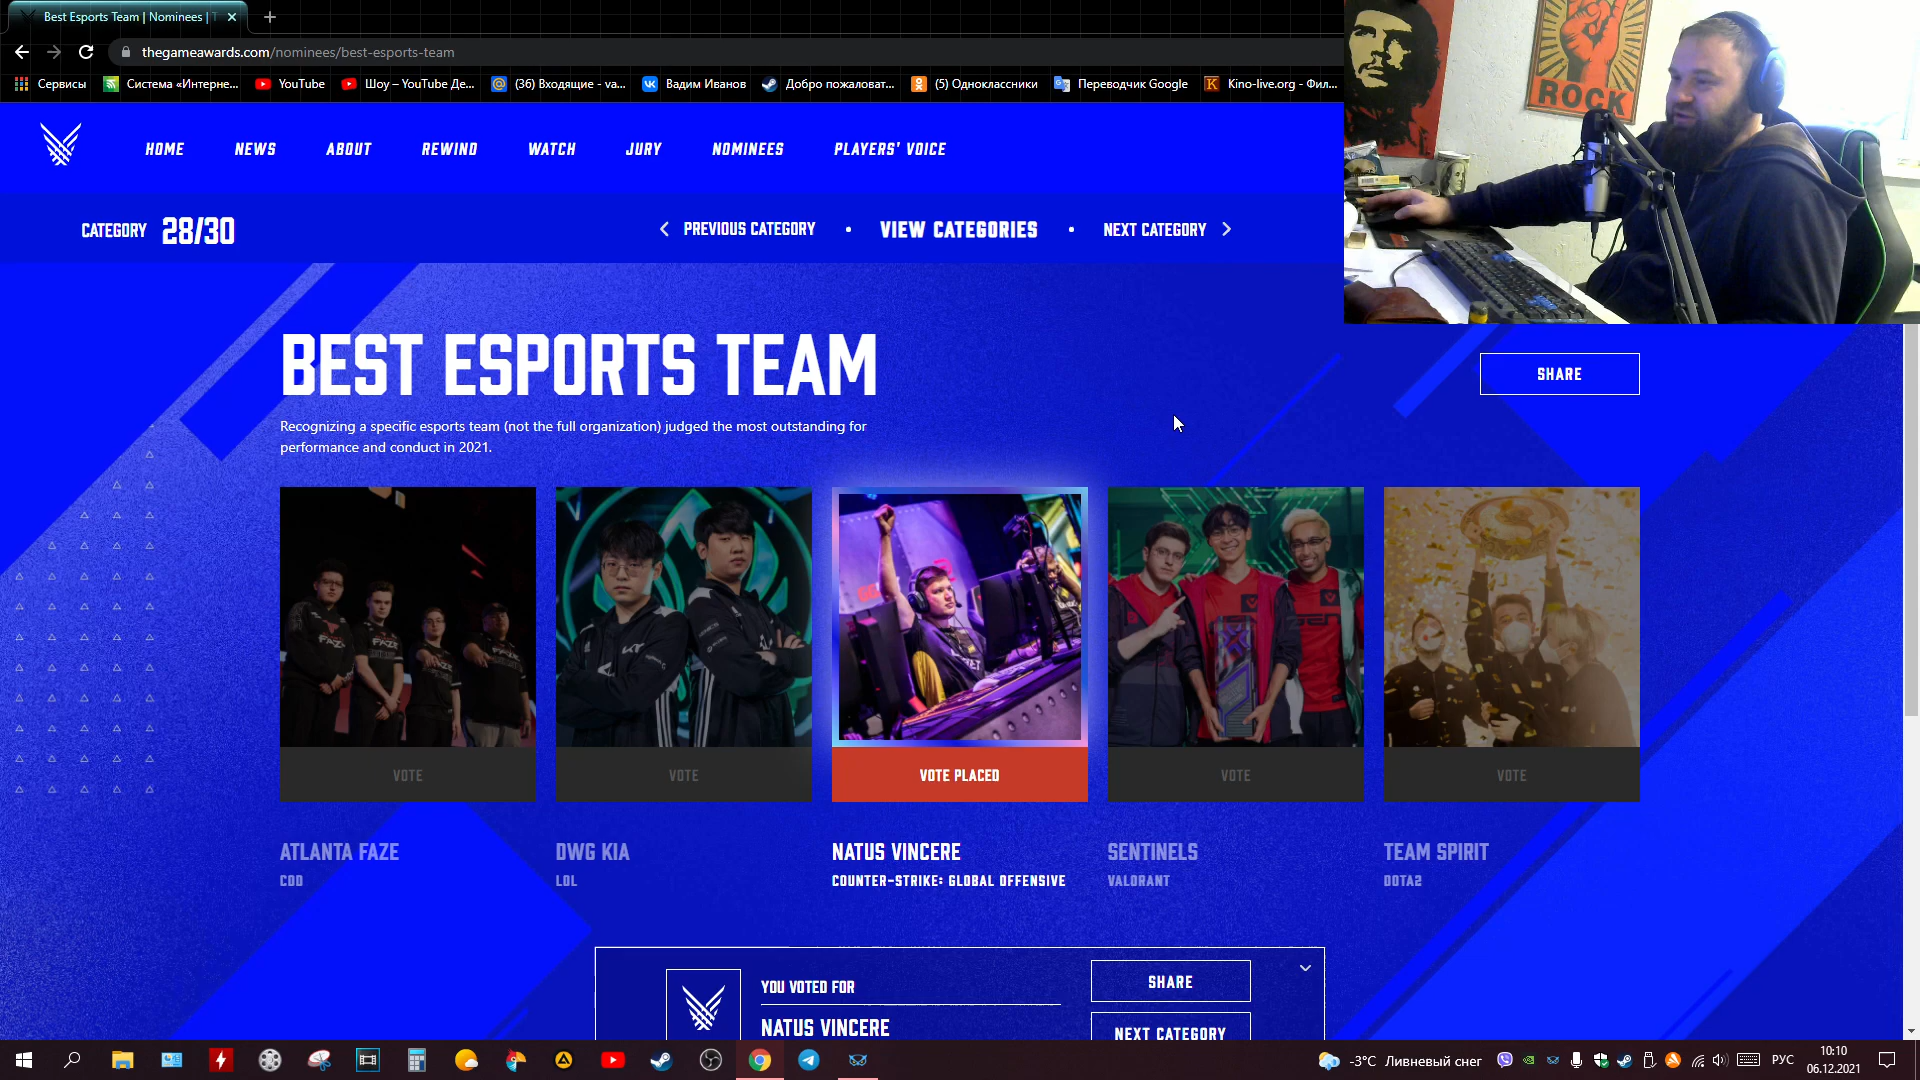 Best Esports Team | Nominees | T
thegameawards.com/nominees/best-esports-team
Сервисы
Система «Интерне...
YouTube
Шоу – YouTube Де...
(36) Входящие - va...
Вадим Иванов
Добро пожаловат...
(5) Одноклассники
Переводчик Google
Kino-live.org - Фил...
ROCK
HOME
NEWS
ABOUT
REWIND
WATCH
JURY
NOMINEES
PLAYERS' VOICE
CATEGORY 28/30
PREVIOUS CATEGORY
VIEW CATEGORIES
NEXT CATEGORY
BEST ESPORTS TEAM
SHARE
Recognizing a specific esports team (not the full organization) judged the most outstanding for
performance and conduct in 2021.
VOTE
VOTE
VOTE PLACED
VOTE
VOTE
ATLANTA FAZE
COD
DWG KIA
LOL
NATUS VINCERE
COUNTER-STRIKE: GLOBAL OFFENSIVE
SENTINELS
VALORANT
TEAM SPIRIT
DOTA2
YOU VOTED FOR
NATUS VINCERE
SHARE
NEXT CATEGORY
-3°C Ливневый снег
РУС
10:10
06.12.2021